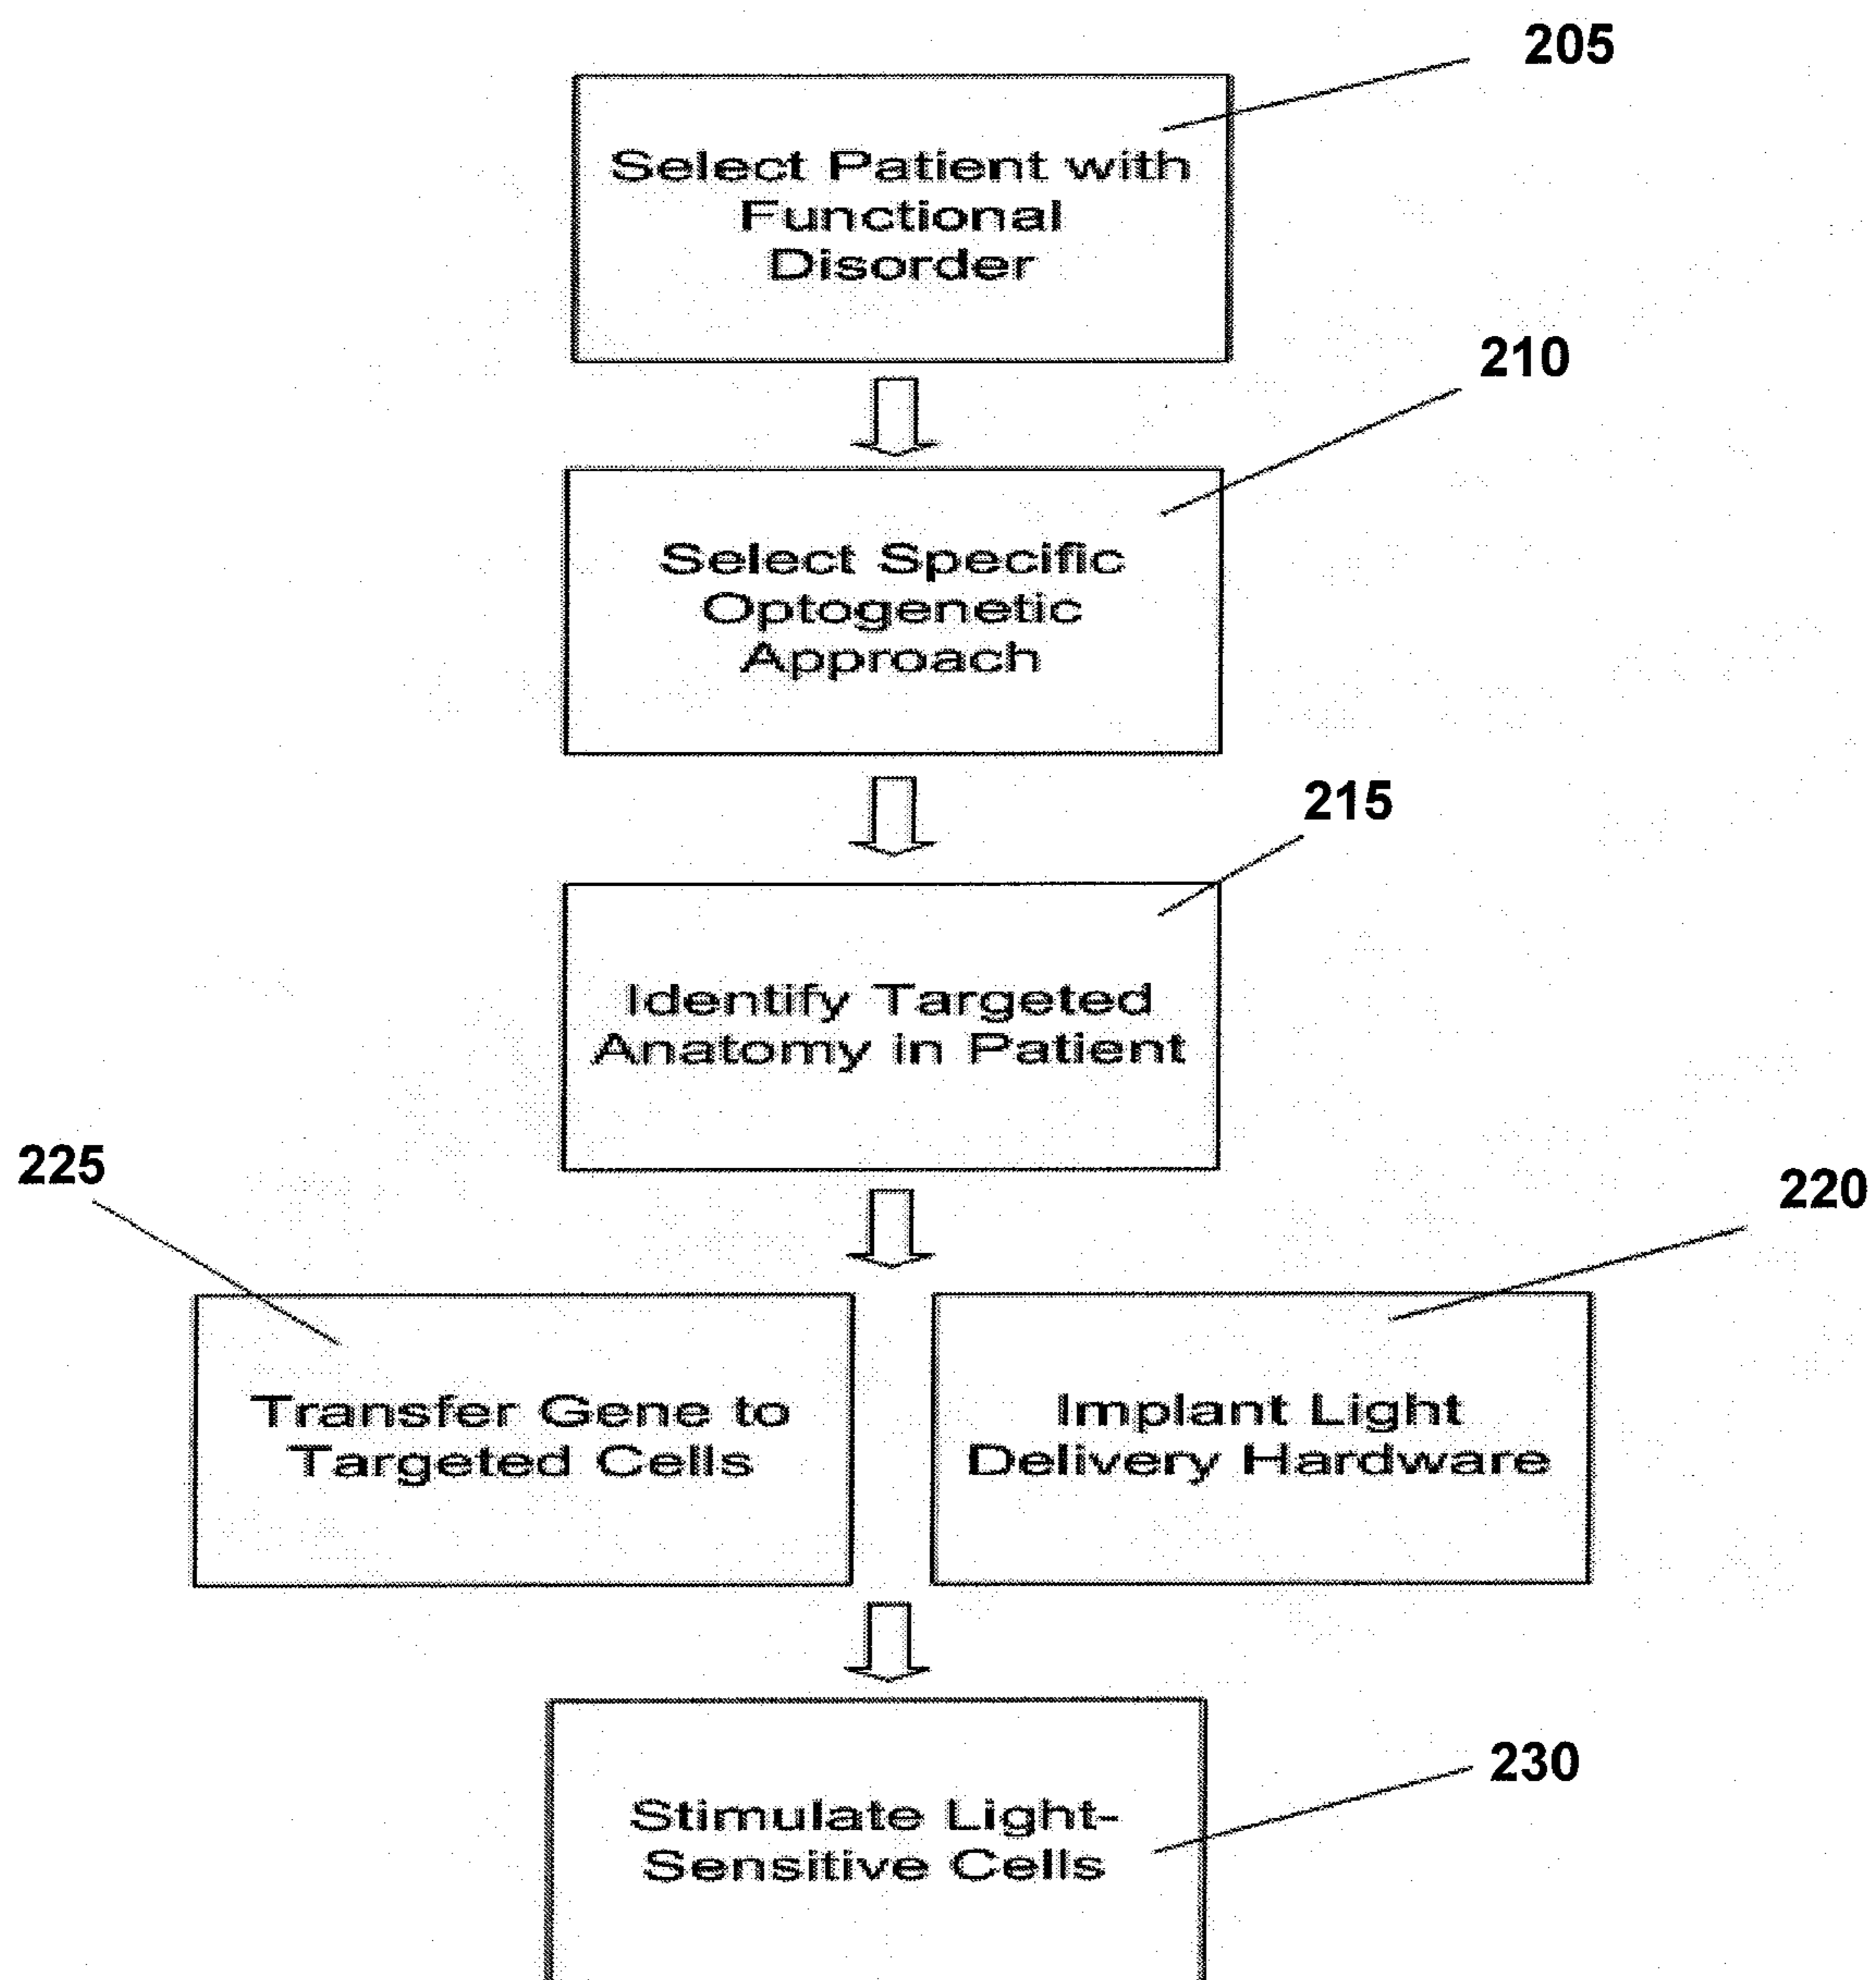 205
Select Patient with
Functional
Disorder
210
Select Specific
Optogenetic
Approach
215
Identify Targeted
Anatomy in Patient
225
220
Transfer Gene to
Targeted Cells
Implant Light
Delivery Hardware
230
Stimulate Light-
Sensitive Cells